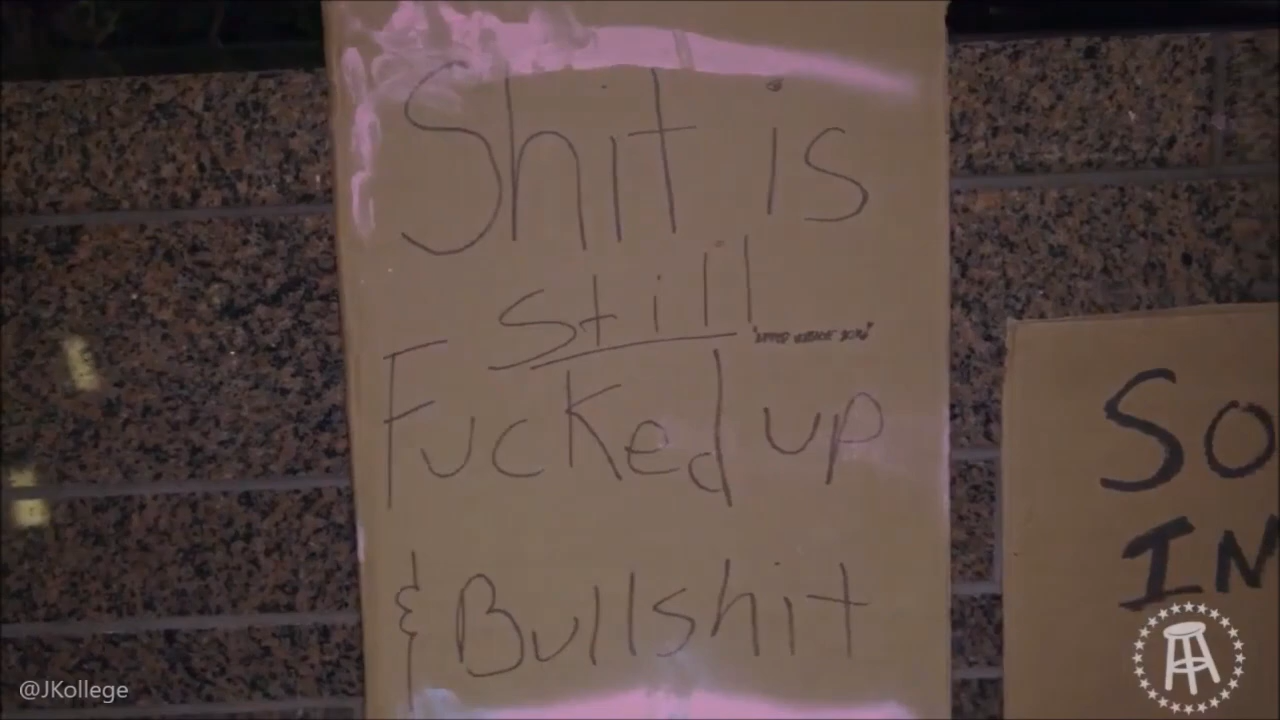 Shit is
still
Fucked up
& Bullshit
SO
IN
@JKollege